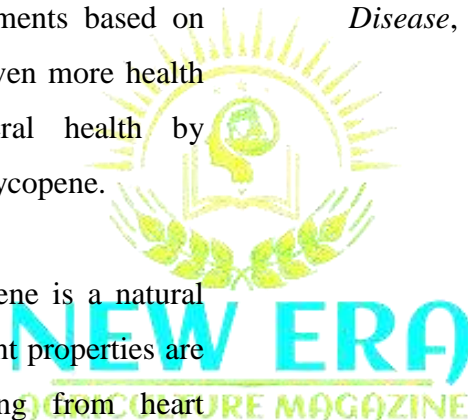 ments based on
ven more health
ral health by
ycopene.
ene is a natural
nt properties are
ng from heart
Disease,
NEW ERA
AGRICULTURE MAGAZINE